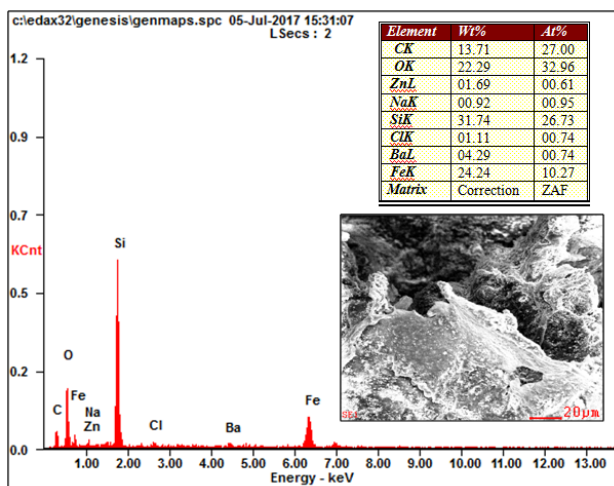 c:\edax32\genesis\genmaps.spc 05-Jul-2017 15:31:07
LSecs : 2
Element Wt% At%
CK 13.71 27.00
OK 22.29 32.96
ZnL 01.69 00.61
NaK 00.92 00.95
SiK 31.74 26.73
ClK 01.11 00.74
BaL 04.29 00.74
FeK 24.24 10.27
Matrix Correction ZAF
1.2
0.9
0.7
KCnt
0.5
0.2
0.0
C
O
Fe
Na
Zn
Si
Cl
Ba
Fe
20µm
1.00 2.00 3.00 4.00 5.00 6.00 7.00 8.00 9.00 10.00 11.00 12.00 13.00
Energy - keV